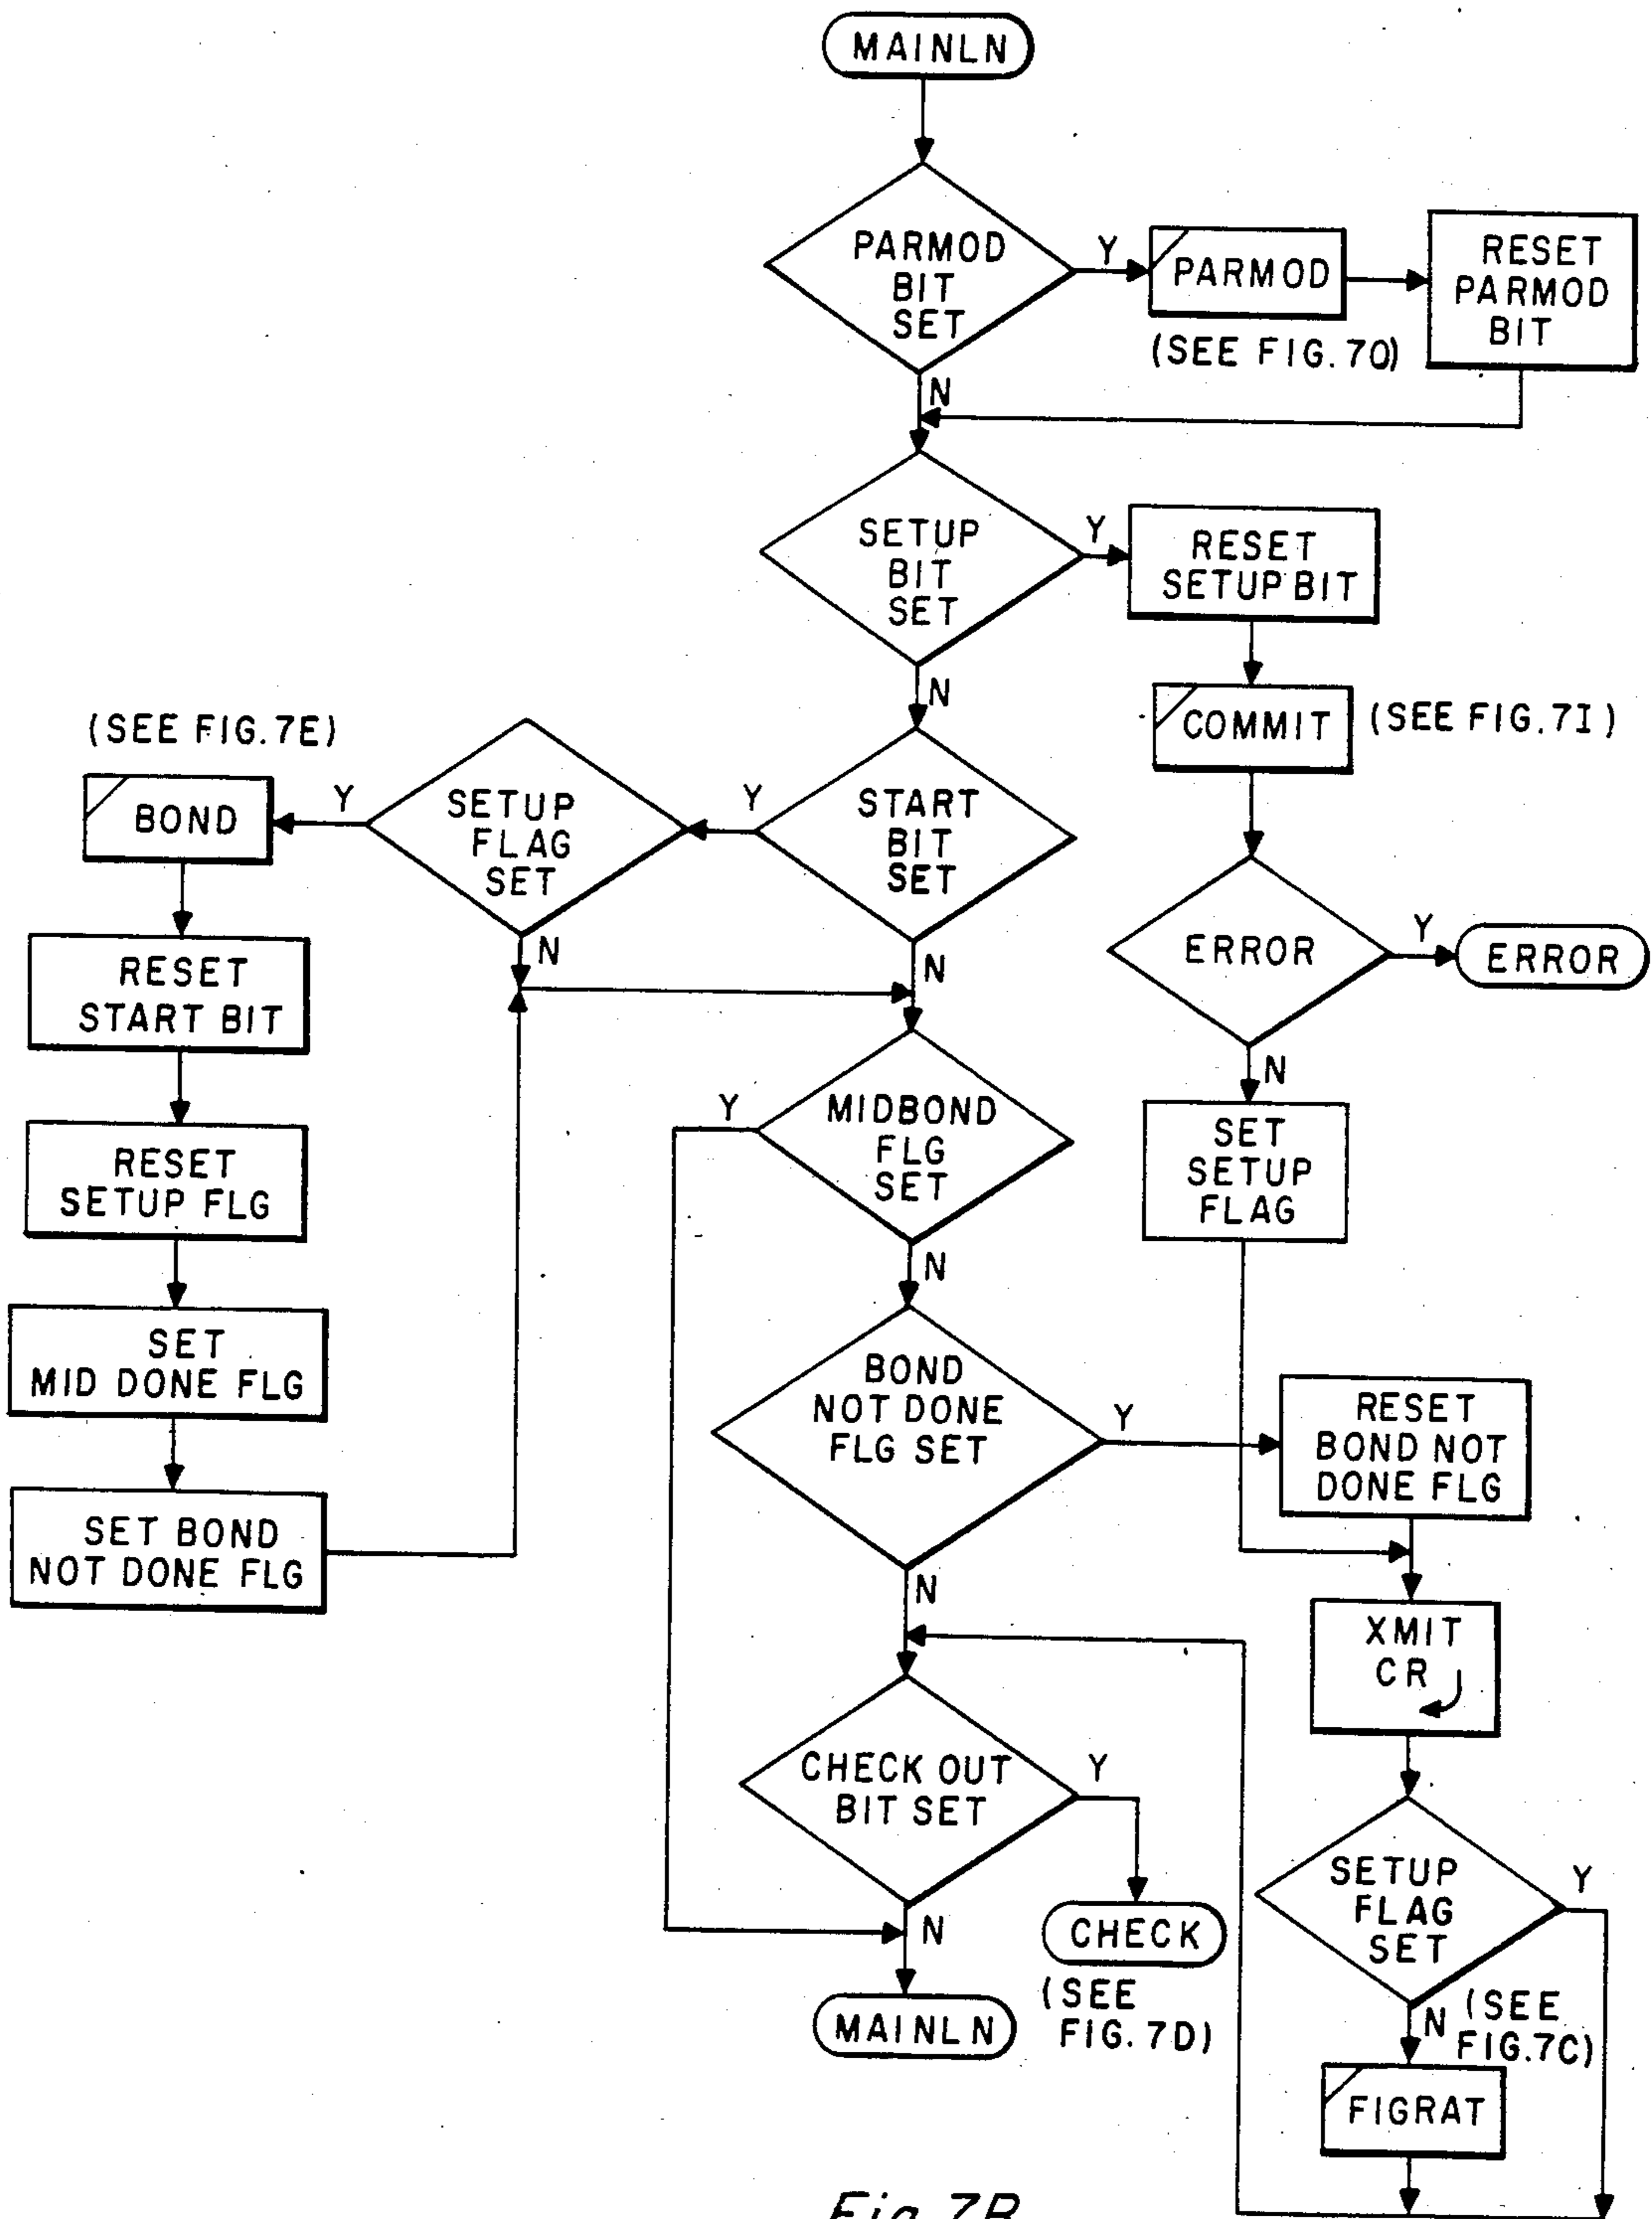 MAINLN
PARMOD
BIT
SET
Y
PARMOD
(SEE FIG. 7O)
RESET
PARMOD
BIT
N
SETUP
BIT
SET
Y
RESET
SETUP BIT
N
COMMIT
(SEE FIG. 7I)
(SEE FIG. 7E)
BOND
Y
SETUP
FLAG
SET
Y
START
BIT
SET
N
N
ERROR
Y
ERROR
N
RESET
START BIT
RESET
SETUP FLG
SET
MID DONE FLG
SET BOND
NOT DONE FLG
Y
MIDBOND
FLG
SET
N
SET
SETUP
FLAG
BOND
NOT DONE
FLG SET
Y
RESET
BOND NOT
DONE FLG
N
XMIT
CR
CHECK OUT
BIT SET
Y
N
CHECK
(SEE
FIG. 7D)
MAINLN
SETUP
FLAG
SET
Y
N
(SEE
FIG. 7C)
FIGRAT
Fig. 7B